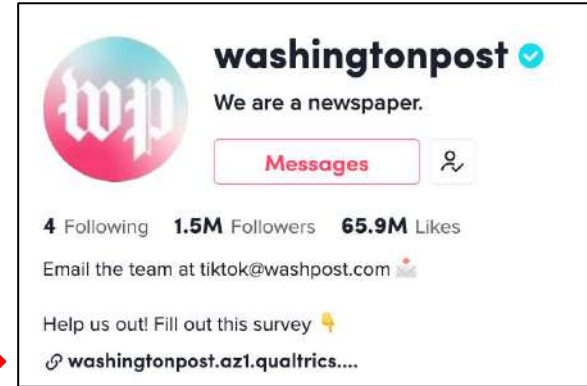 washingtonpost
wp
We are a newspaper.
Messages
4 Following 1.5M Followers 65.9M Likes
Email the team at tiktok@washpost.com 📩
Help us out! Fill out this survey 👇
washingtonpost.az1.qualtrics....